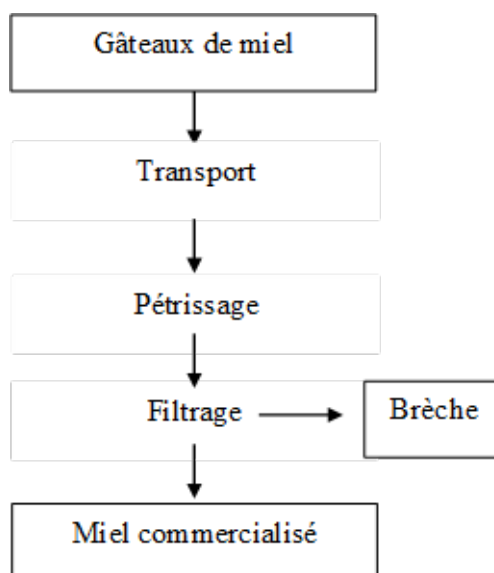 Gâteaux de miel
Transport
Pétrissage
Filtrage
Brèche
Miel commercialisé